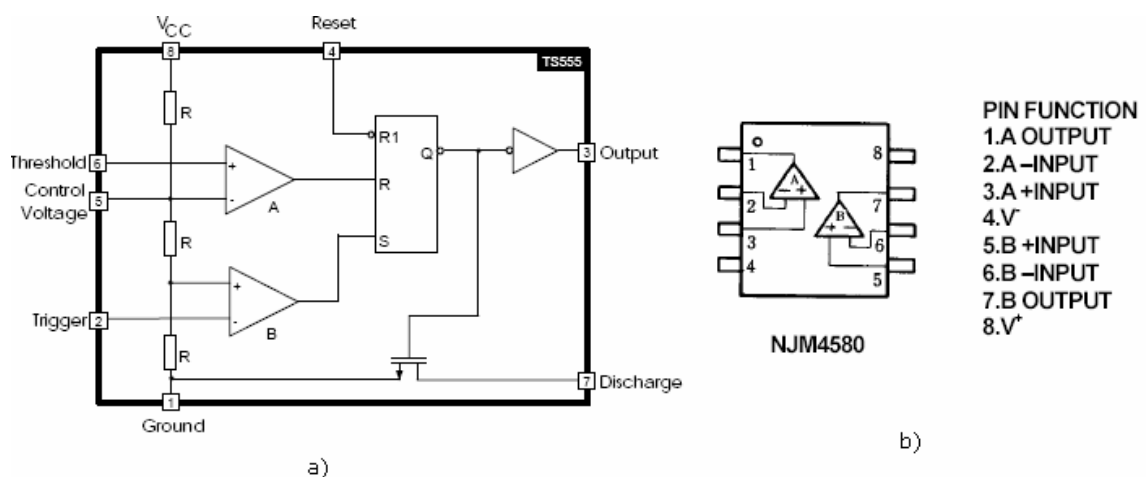 VCC
8
Reset
4
TS555
R
R1
Q
Threshold 6
+
3 Output
Control
Voltage
5
-
A
R
R
S
+
Trigger 2
-
B
R
7 Discharge
1
Ground
a)
PIN FUNCTION
1.A OUTPUT
2.A –INPUT
3.A +INPUT
4.V-
5.B +INPUT
6.B –INPUT
7.B OUTPUT
8.V+
1
8
A
- +
2
7
B
+ -
3
6
4
5
NJM4580
b)